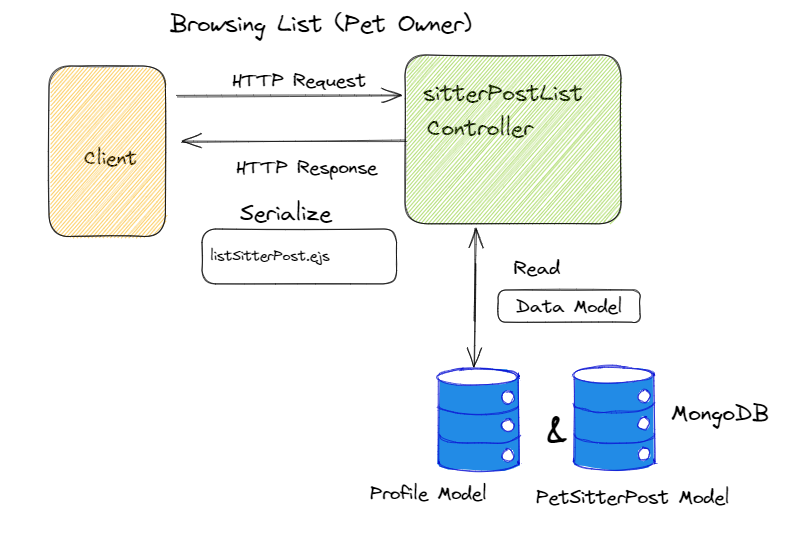 Browsing List (Pet Owner)
HTTP Request
sitterPostList
Controller
Client
HTTP Response
Serialize
listSitterPost.ejs
Read
Data Model
&
MongoDB
Profile Model
PetSitterPost Model